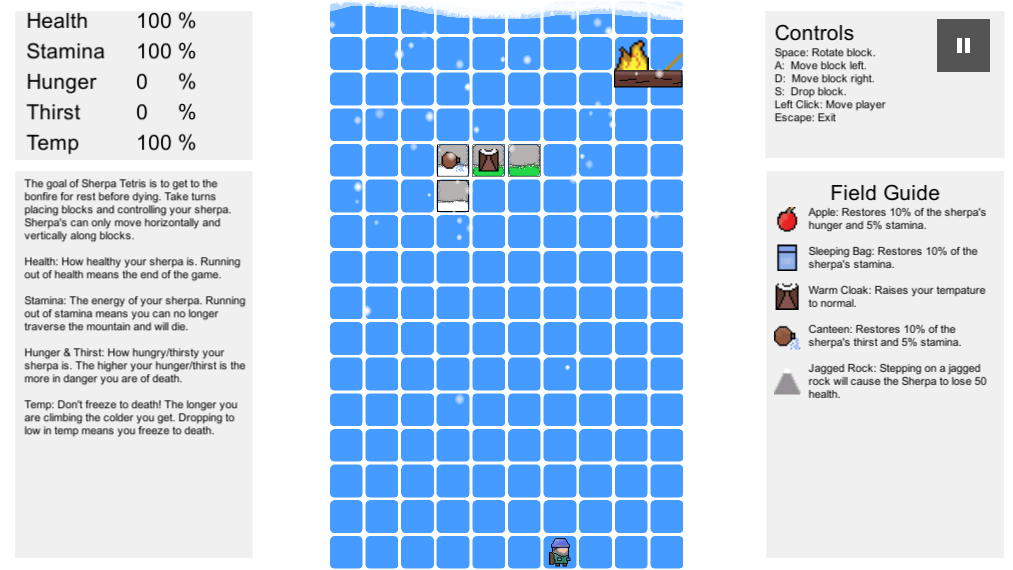 Health 100 %
Stamina 100 %
Hunger 0 %
Thirst 0 %
Temp 100 %
The goal of Sherpa Tetris is to get to the
bonfire for rest before dying. Take turns
placing blocks and controlling your sherpa.
Sherpa's can only move horizontally and
vertically along blocks.
Health: How healthy your sherpa is. Running
out of health means the end of the game.
Stamina: The energy of your sherpa. Running
out of stamina means you can no longer
traverse the mountain and will die.
Hunger & Thirst: How hungry/thirsty your
sherpa is. The higher your hunger/thirst is the
more in danger you are of death.
Temp: Don't freeze to death! The longer you
are climbing the colder you get. Dropping to
low in temp means you freeze to death.
Controls
Space: Rotate block.
A: Move block left.
D: Move block right.
S: Drop block.
Left Click: Move player
Escape: Exit
Field Guide
Apple: Restores 10% of the sherpa's
hunger and 5% stamina.
Sleeping Bag: Restores 10% of the
sherpa's stamina.
Warm Cloak: Raises your tempature
to normal.
Canteen: Restores 10% of the
sherpa's thirst and 5% stamina.
Jagged Rock: Stepping on a jagged
rock will cause the Sherpa to lose 50
health.